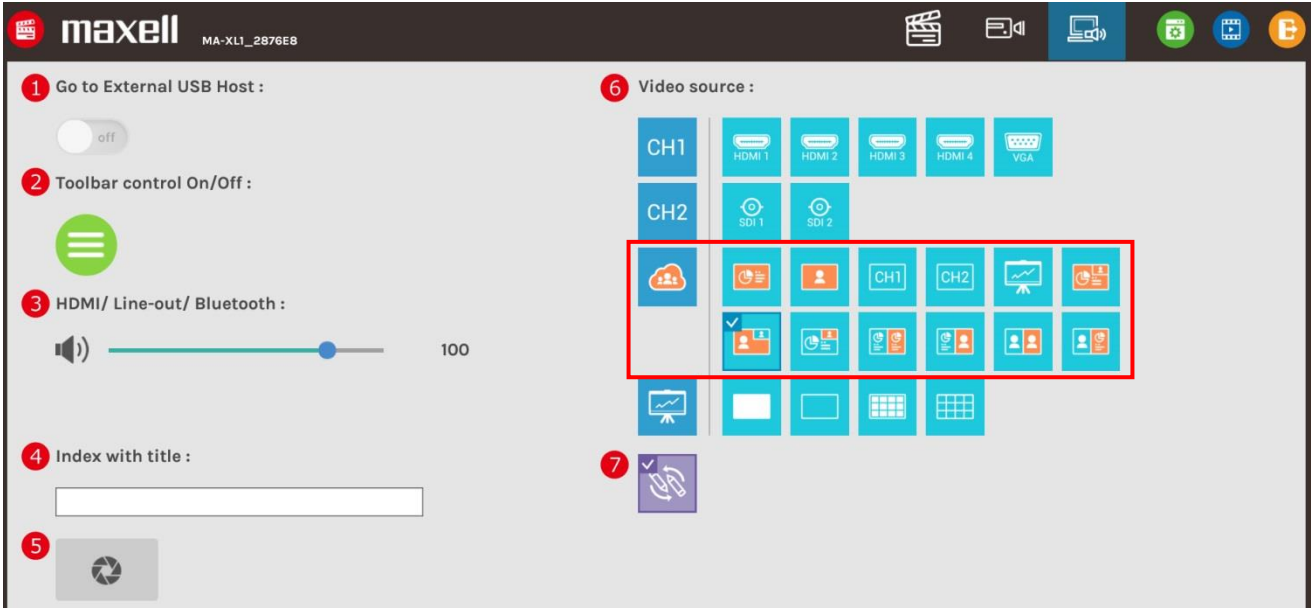 maxell MA-XL1_2876E8
1 Go to External USB Host :
off
2 Toolbar control On/Off :
3 HDMI/ Line-out/ Bluetooth :
100
4 Index with title :
5
6 Video source :
CH1 HDMI 1 HDMI 2 HDMI 3 HDMI 4 VGA
CH2 SDI 1 SDI 2
CH1 CH2
7